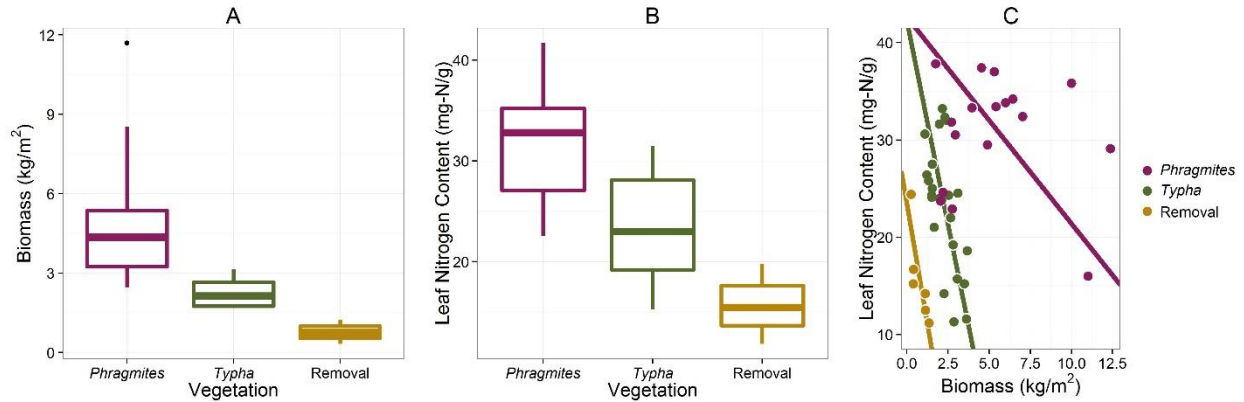 A
Biomass (kg/m²)
12
9
6
3
0
Phragmites Typha Removal
Vegetation
B
Leaf Nitrogen Content (mg-N/g)
40
30
20
Phragmites Typha Removal
Vegetation
C
Leaf Nitrogen Content (mg-N/g)
40
30
20
10
0.0 2.5 5.0 7.5 10.0 12.5
Biomass (kg/m²)
Phragmites
Typha
Removal